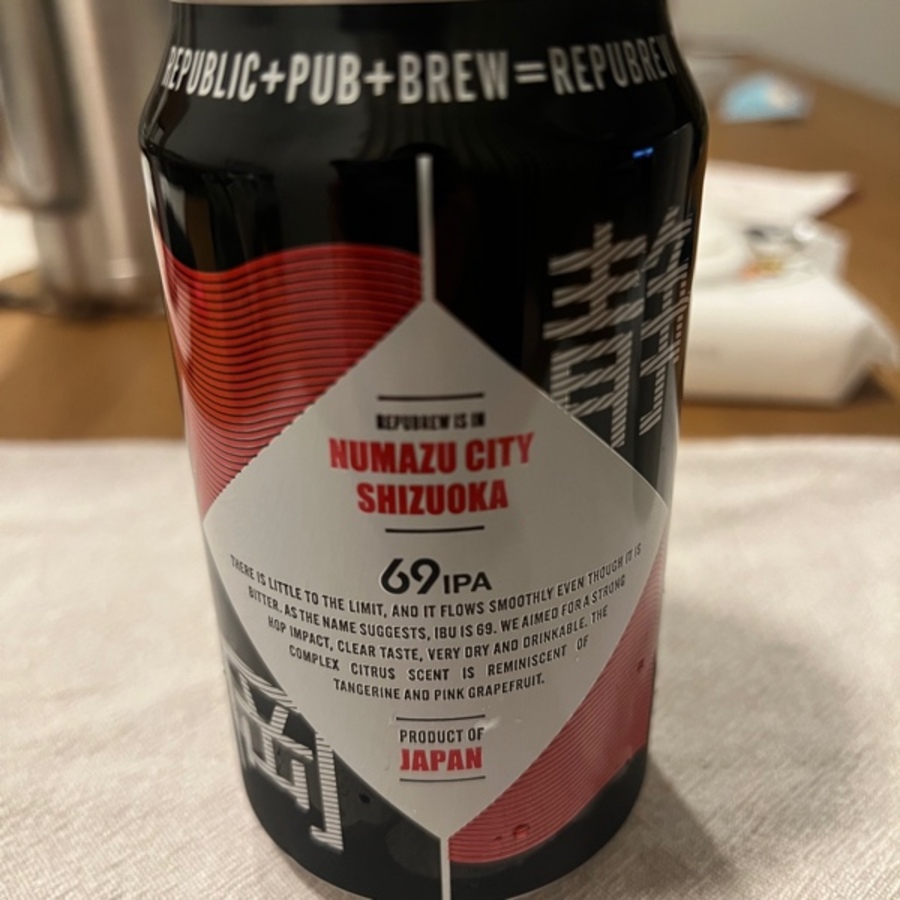 REPUBLIC+PUB+BREW=REPUBREW
REPUBREW IS IN
NUMAZU CITY
SHIZUOKA
69 IPA
THERE IS LITTLE TO THE LIMIT, AND IT FLOWS SMOOTHLY EVEN THOUGH IT IS
BITTER. AS THE NAME SUGGESTS, IBU IS 69. WE AIMED FOR A STRONG
HOP IMPACT, CLEAR TASTE, VERY DRY AND DRINKABLE, THE
COMPLEX CITRUS SCENT IS REMINISCENT OF
TANGERINE AND PINK GRAPEFRUIT.
PRODUCT OF
JAPAN